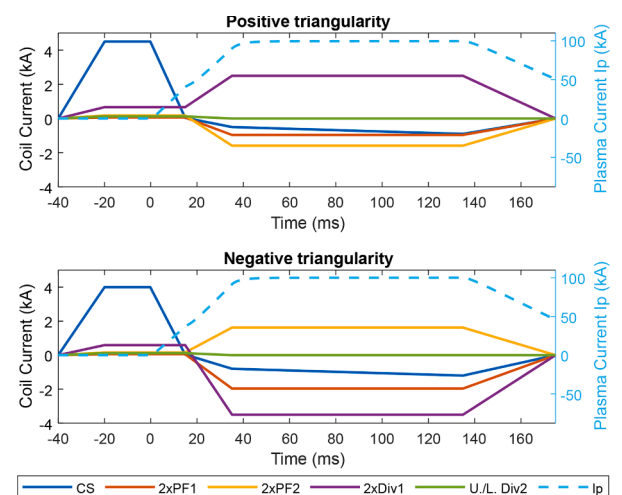 Positive triangularity
Coil Current (kA)
4
2
0
-2
-4
100
50
0
-50
Plasma Current Ip (kA)
-40 -20 0 20 40 60 80 100 120 140 160
Time (ms)
Negative triangularity
Coil Current (kA)
4
2
0
-2
-4
100
50
0
-50
Plasma Current Ip (kA)
-40 -20 0 20 40 60 80 100 120 140 160
Time (ms)
CS 2xPF1 2xPF2 2xDiv1 U./L. Div2 Ip